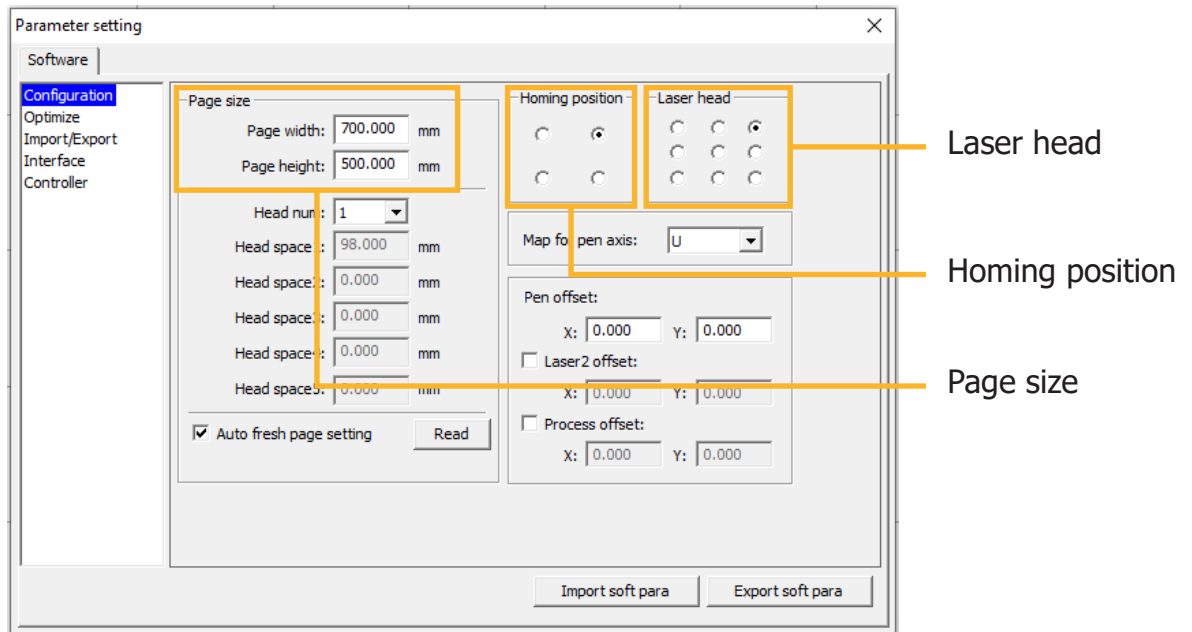 Parameter setting
Software
Configuration
Optimize
Import/Export
Interface
Controller
Page size
Page width: 700.000 mm
Page height: 500.000 mm
Head num: 1
Head space1: 98.000 mm
Head space2: 0.000 mm
Head space3: 0.000 mm
Head space4: 0.000 mm
Head space5: 0.000 mm
Auto fresh page setting
Read
Homing position
Laser head
Map for pen axis: U
Pen offset:
X: 0.000 Y: 0.000
Laser2 offset:
X: 0.000 Y: 0.000
Process offset:
X: 0.000 Y: 0.000
Import soft para
Export soft para
Laser head
Homing position
Page size